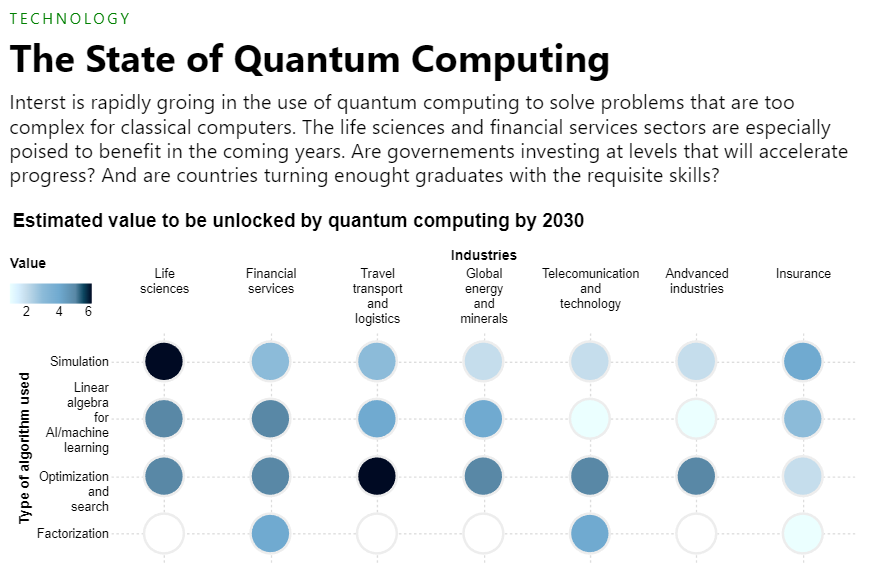 TECHNOLOGY
The State of Quantum Computing
Interst is rapidly groing in the use of quantum computing to solve problems that are too
complex for classical computers. The life sciences and financial services sectors are especially
poised to benefit in the coming years. Are governements investing at levels that will accelerate
progress? And are countries turning enought graduates with the requisite skills?
Estimated value to be unlocked by quantum computing by 2030
Value
2 4 6
Industries
Life
sciences
Financial
services
Travel
transport
and
logistics
Global
energy
and
minerals
Telecomunication
and
technology
Andvanced
industries
Insurance
Type of algorithm used
Simulation
Linear
algebra
for
AI/machine
learning
Optimization
and
search
Factorization